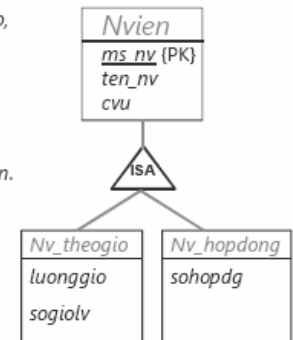 o,
Nvien
ms_nv {PK}
ten_nv
cvu
n.
ISA
Nv_theogio
luonggio
sogiolv
Nv_hopdong
sohopdg